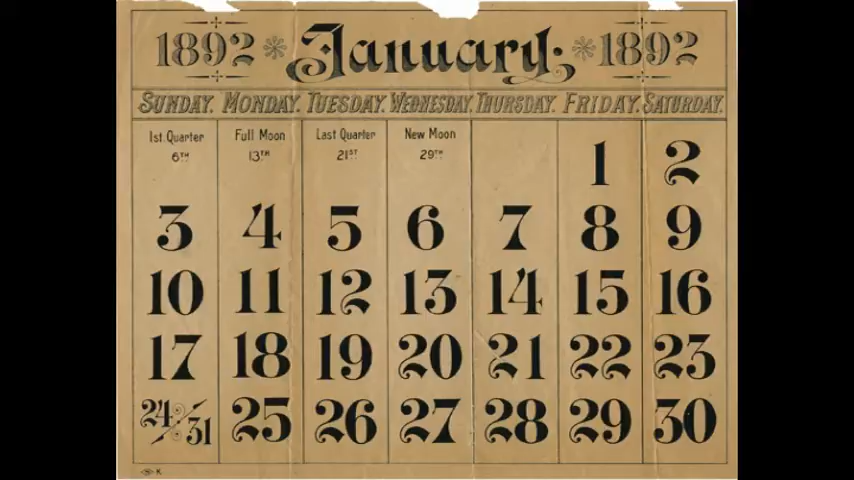 1892 January. 1892
SUNDAY. MONDAY. TUESDAY. WEDNESDAY. THURSDAY. FRIDAY. SATURDAY.
1st. Quarter Full Moon Last Quarter New Moon
6TH 13TH 21ST 29TH
1 2
3 4 5 6 7 8 9
10 11 12 13 14 15 16
17 18 19 20 21 22 23
24/31 25 26 27 28 29 30